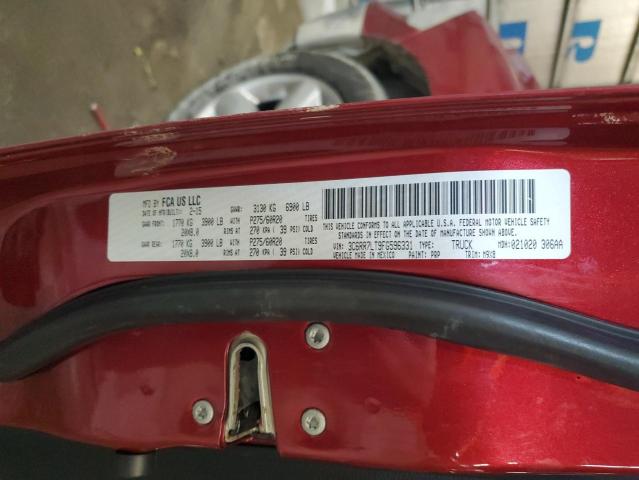 MFD BY FCA US LLC
DATE OF MFR(BUILT): 2-15 GVWR: 3130 KG 6900 LB
GAWR FRONT: 1770 KG 3900 LB WITH P275/60R20 TIRES
20X8.0 RIMS AT 270 KPA ( 39 PSI) COLD
GAWR REAR: 1770 KG 3900 LB WITH P275/60R20 TIRES
20X8.0 RIMS AT 270 KPA ( 39 PSI) COLD
THIS VEHICLE CONFORMS TO ALL APPLICABLE U.S.A. FEDERAL MOTOR VEHICLE SAFETY
STANDARDS IN EFFECT ON THE DATE OF MANUFACTURE SHOWN ABOVE.
VIN: 3C6RR7LT9FG596331 TYPE: TRUCK MDH: 021020 306AA
VEHICLE MADE IN MEXICO PAINT: PRP TRIM: M9X8
R
R